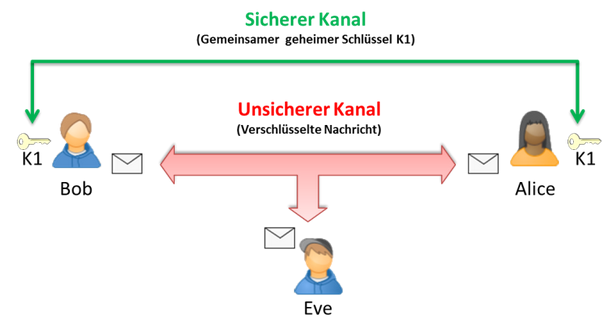 Sicherer Kanal
(Gemeinsamer geheimer Schlüssel K1)
Unsicherer Kanal
(Verschlüsselte Nachricht)
K1
Bob
Alice
K1
Eve